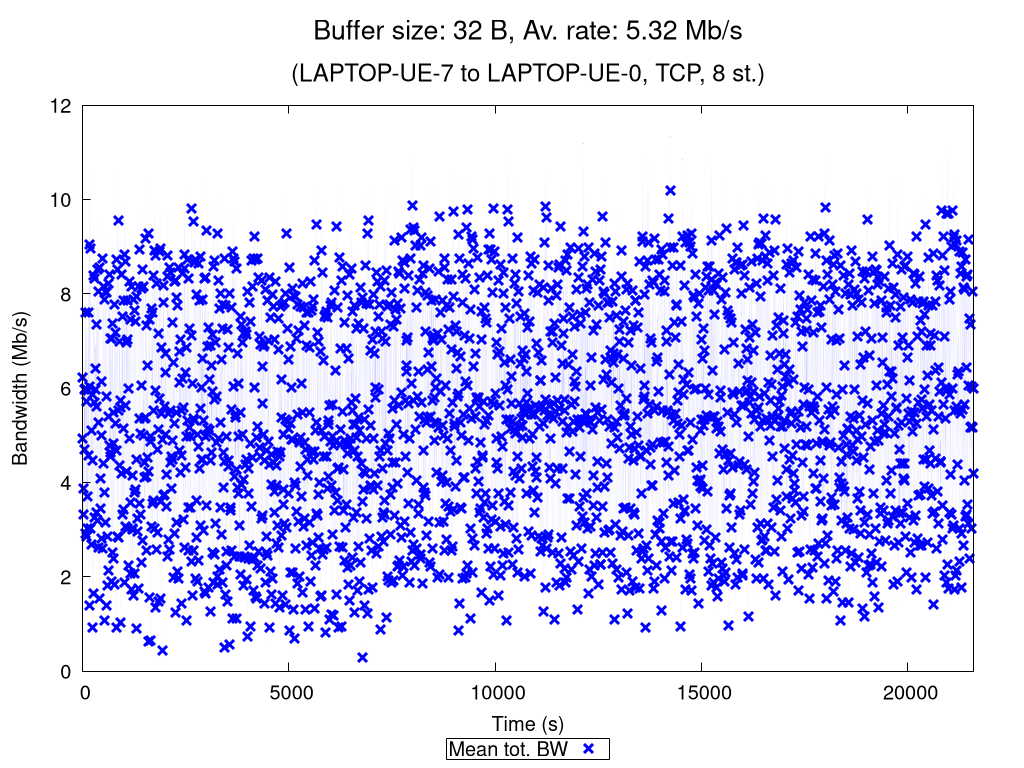 Buffer size: 32 B, Av. rate: 5.32 Mb/s
(LAPTOP-UE-7 to LAPTOP-UE-0, TCP, 8 st.)
12
10
8
6
4
2
0
Bandwidth (Mb/s)
0 5000 10000 15000 20000
Time (s)
Mean tot. BW